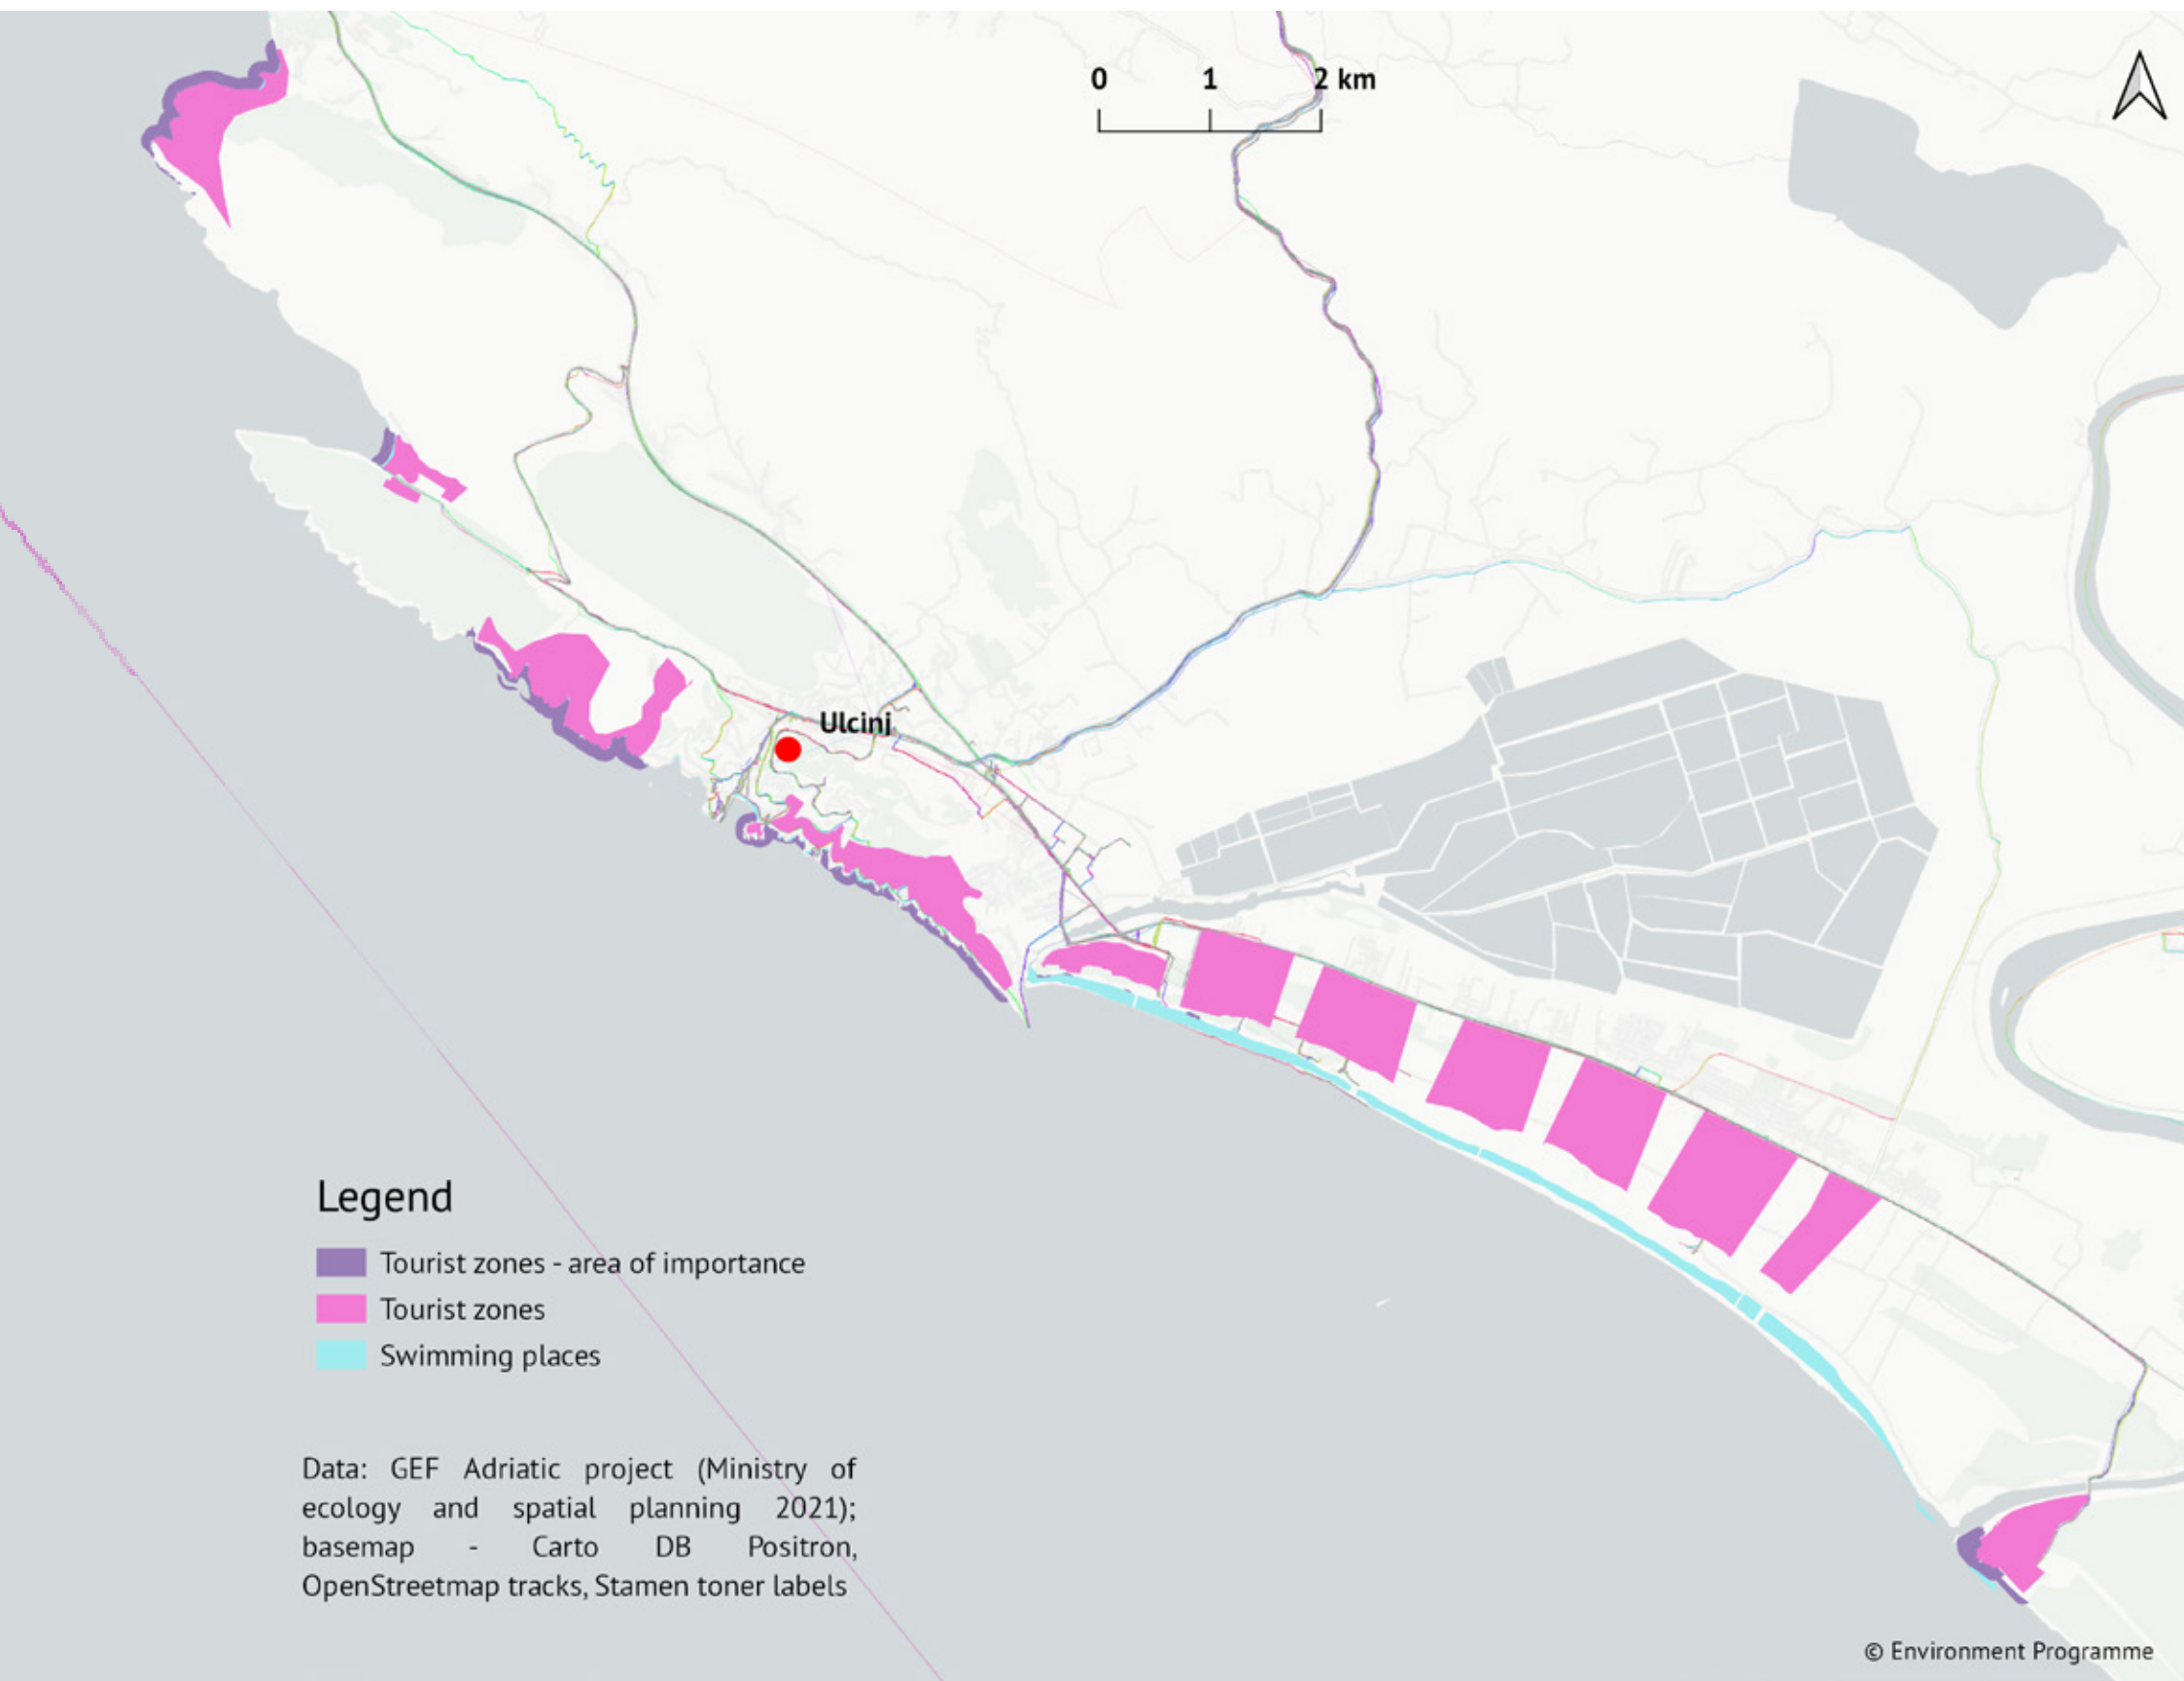 0 1 2 km
Ulcinj
Legend
Tourist zones - area of importance
Tourist zones
Swimming places
Data: GEF Adriatic project (Ministry of
ecology and spatial planning 2021);
basemap - Carto DB Positron,
OpenStreetmap tracks, Stamen toner labels
© Environment Programme